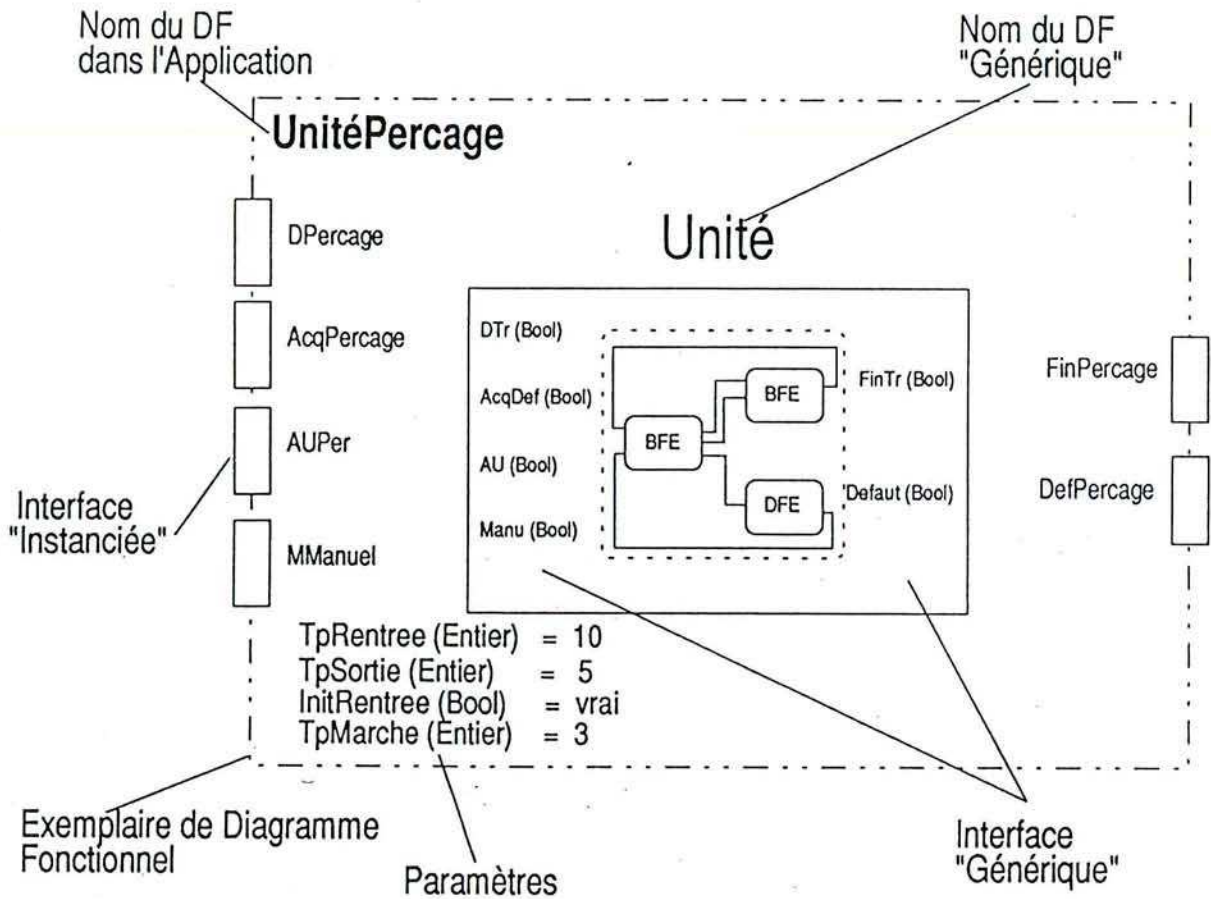 Nom du DF
dans l'Application
Nom du DF
"Générique"
UnitéPercage
Unité
DPercage
AcqPercage
AUPer
MManuel
Interface
"Instanciée"
DTr (Bool)
AcqDef (Bool)
AU (Bool)
Manu (Bool)
BFE
BFE
DFE
FinTr (Bool)
Defaut (Bool)
FinPercage
DefPercage
TpRentree (Entier) = 10
TpSortie (Entier) = 5
InitRentree (Bool) = vrai
TpMarche (Entier) = 3
Exemplaire de Diagramme
Fonctionnel
Paramètres
Interface
"Générique"